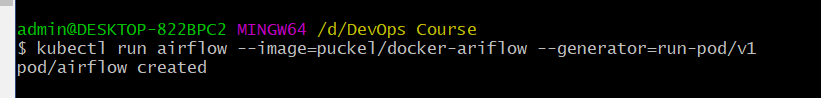 admin@DESKTOP-822BPC2 MINGW64 /d/DevOps Course
$ kubectl run airflow --image=puckel/docker-ariflow --generator=run-pod/v1
pod/airflow created